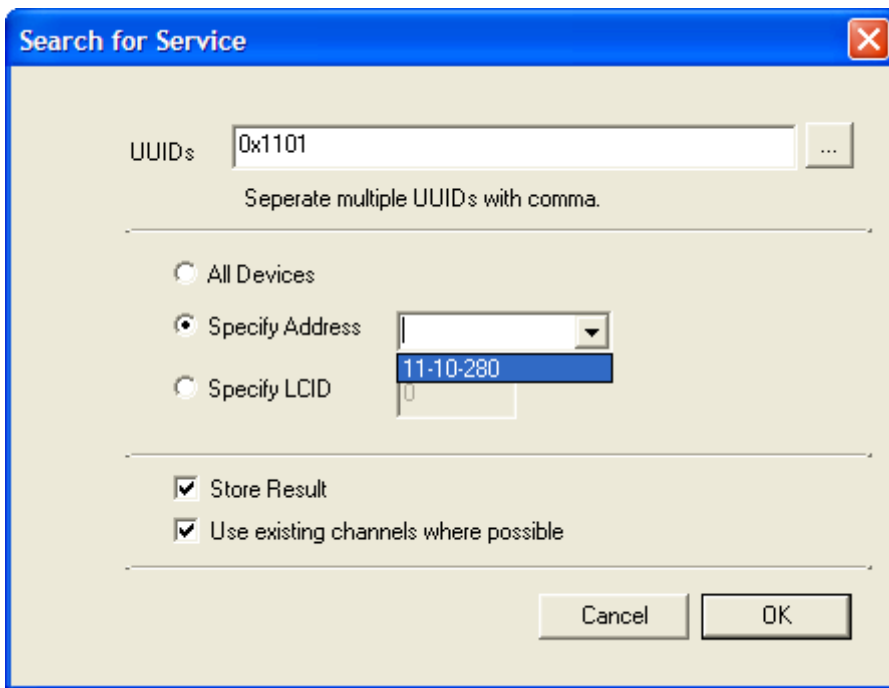 Search for Service
UUIDs 0x1101 ...
Seperate multiple UUIDs with comma.
All Devices
Specify Address
11-10-280
Specify LCID 0
Store Result
Use existing channels where possible
Cancel OK